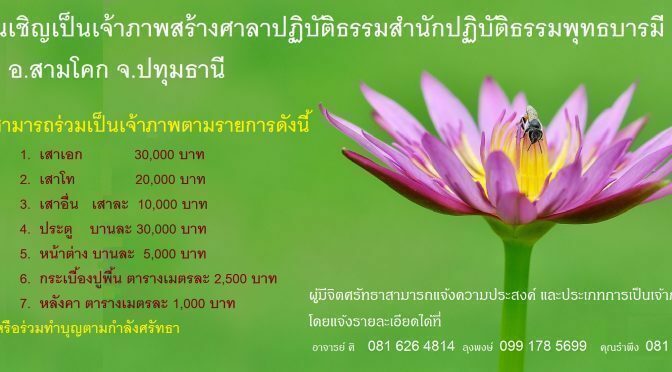 นเชิญเป็นเจ้าภาพสร้างศาลาปฏิบัติธรรมสำนักปฏิบัติธรรมพุทธบารมี
อ.สามโคก จ.ปทุมธานี
สามารถร่วมเป็นเจ้าภาพตามรายการดังนี้
1. เสาเอก 30,000 บาท
2. เสาโท 20,000 บาท
3. เสาอื่น เสาละ 10,000 บาท
4. ประตู บานละ 30,000 บาท
5. หน้าต่าง บานละ 5,000 บาท
6. กระเบื้องปูพื้น ตารางเมตรละ 2,500 บาท
7. หลังคา ตารางเมตรละ 1,000 บาท
หรือร่วมทำบุญตามกำลังศรัทธา
ผู้มีจิตศรัทธาสามารถแจ้งความประสงค์ และประเภทการเป็นเจ้า
โดยแจ้งรายละเอียดได้ที่
อาจารย์ ศิ 081 626 4814 ลุงพงษ์ 099 178 5699 คุณรำพึง 081